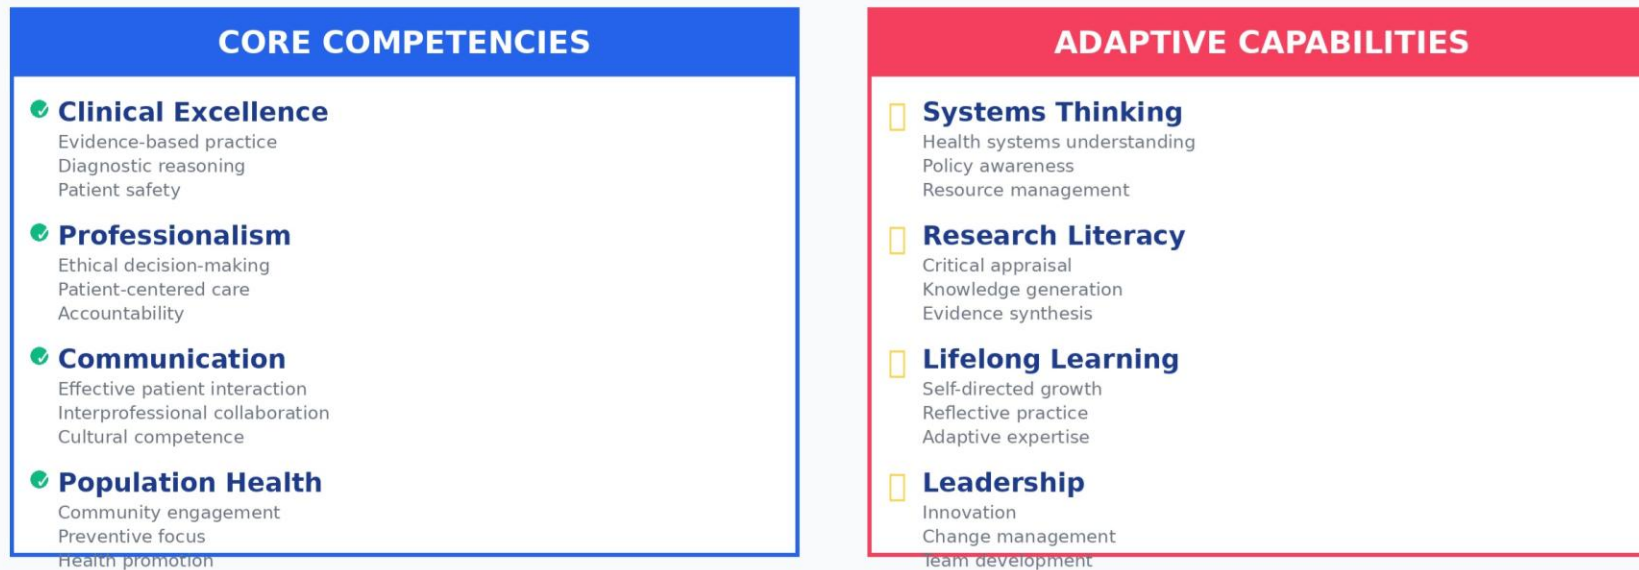 CORE COMPETENCIES
Clinical Excellence
Evidence-based practice
Diagnostic reasoning
Patient safety
Professionalism
Ethical decision-making
Patient-centered care
Accountability
Communication
Effective patient interaction
Interprofessional collaboration
Cultural competence
Population Health
Community engagement
Preventive focus
Health promotion
ADAPTIVE CAPABILITIES
Systems Thinking
Health systems understanding
Policy awareness
Resource management
Research Literacy
Critical appraisal
Knowledge generation
Evidence synthesis
Lifelong Learning
Self-directed growth
Reflective practice
Adaptive expertise
Leadership
Innovation
Change management
Team development